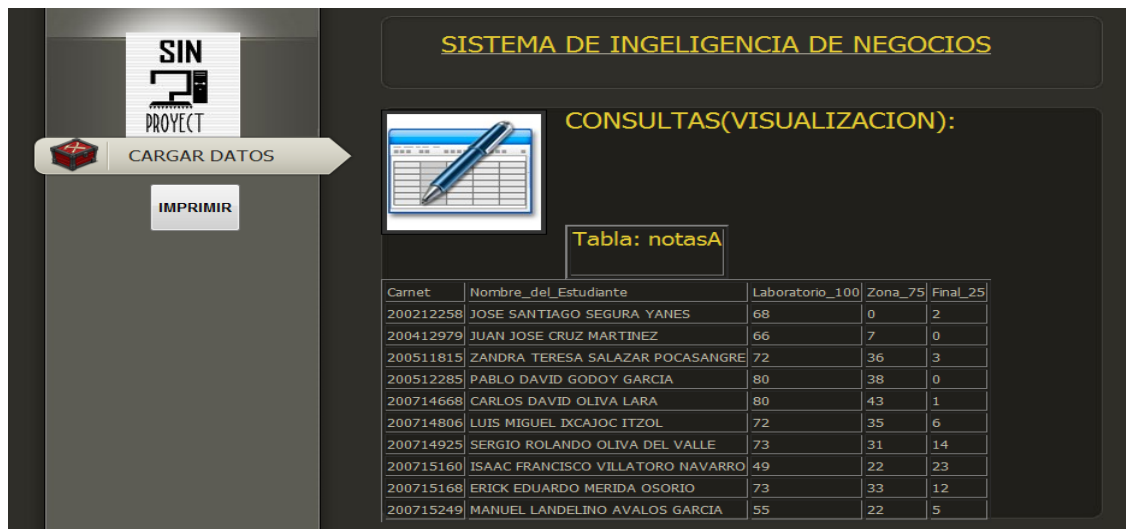 SIN
PROYECT
CARGAR DATOS
IMPRIMIR
SISTEMA DE INGELIGENCIA DE NEGOCIOS
CONSULTAS(VISUALIZACION):
Tabla: notasA
Carnet Nombre_del_Estudiante Laboratorio_100 Zona_75 Final_25
200212258 JOSE SANTIAGO SEGURA YANES 68 0 2
200412979 JUAN JOSE CRUZ MARTINEZ 66 7 0
200511815 ZANDRA TERESA SALAZAR POCASANGRE 72 36 3
200512285 PABLO DAVID GODOY GARCIA 80 38 0
200714668 CARLOS DAVID OLIVA LARA 80 43 1
200714806 LUIS MIGUEL IXCAJOC ITZOL 72 35 6
200714925 SERGIO ROLANDO OLIVA DEL VALLE 73 31 14
200715160 ISAAC FRANCISCO VILLATORO NAVARRO 49 22 23
200715168 ERICK EDUARDO MERIDA OSORIO 73 33 12
200715249 MANUEL LANDELINO AVALOS GARCIA 55 22 5